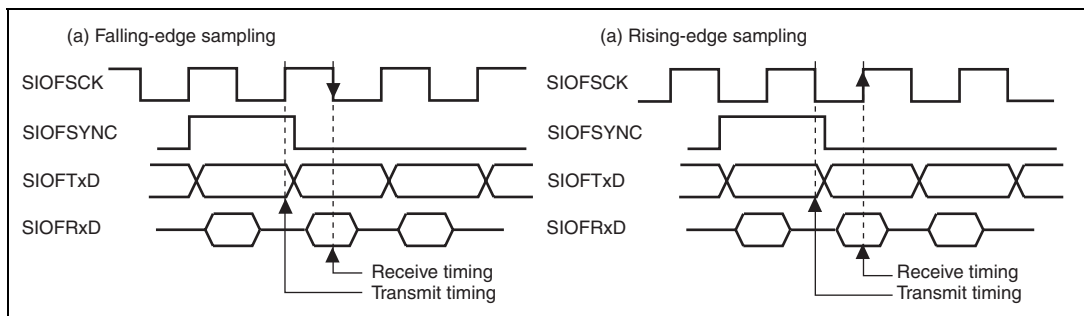 (a) Falling-edge sampling
SIOFSCK
SIOFSYNC
SIOFTxD
SIOFRxD
Receive timing
Transmit timing
(a) Rising-edge sampling
SIOFSCK
SIOFSYNC
SIOFTxD
SIOFRxD
Receive timing
Transmit timing